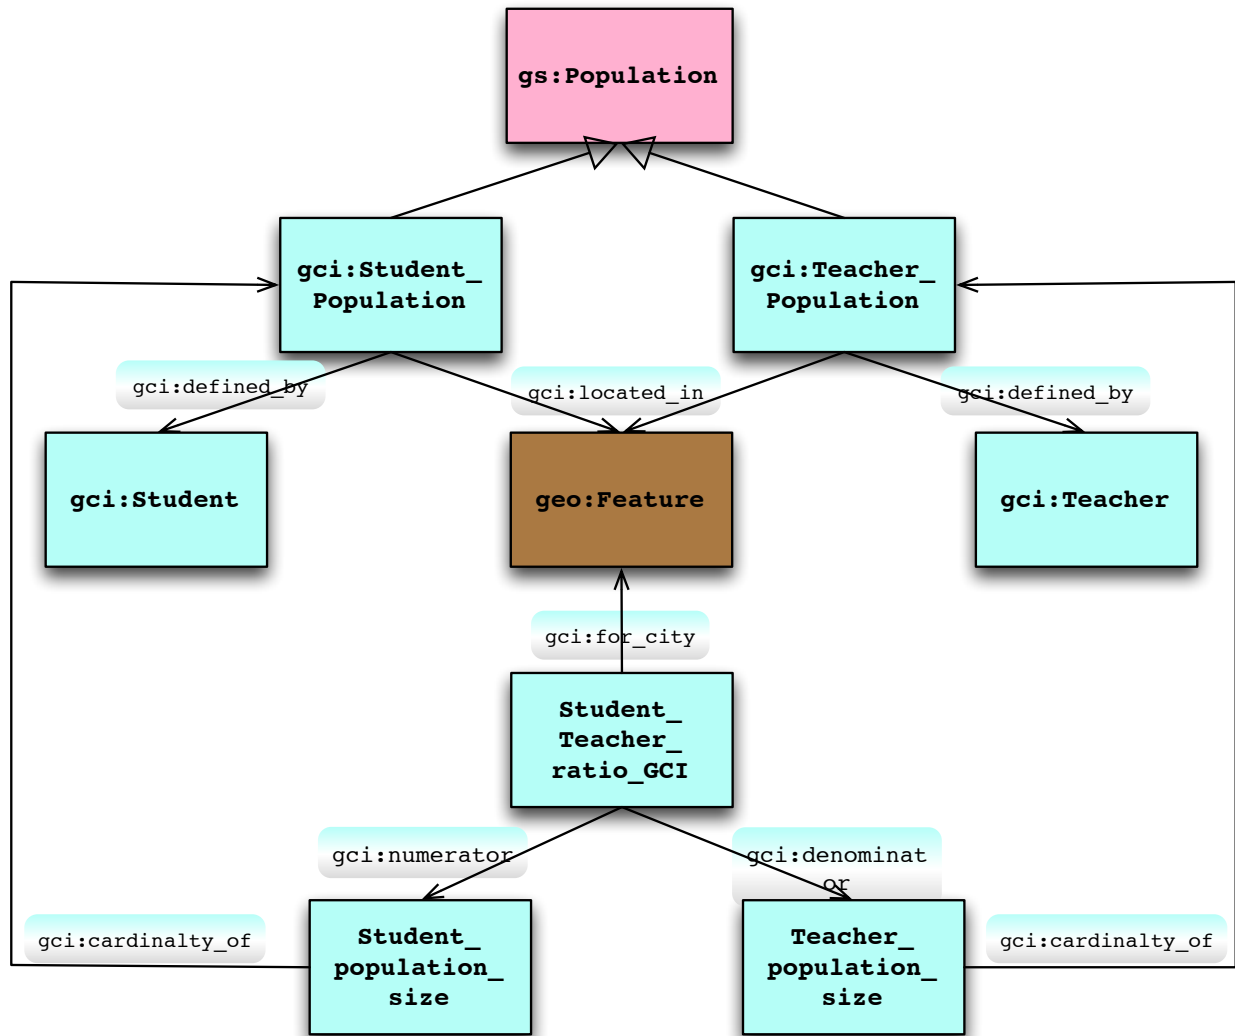 gs:Population
gci:Student_
Population
gci:Teacher_
Population
gci:defined_by
gci:located_in
gci:defined_by
gci:Student
geo:Feature
gci:Teacher
gci:for_city
Student_
Teacher_
ratio_GCI
gci:numerator
gci:denominat
or
gci:cardinalty_of
Student_
population_
size
Teacher_
population_
size
gci:cardinalty_of